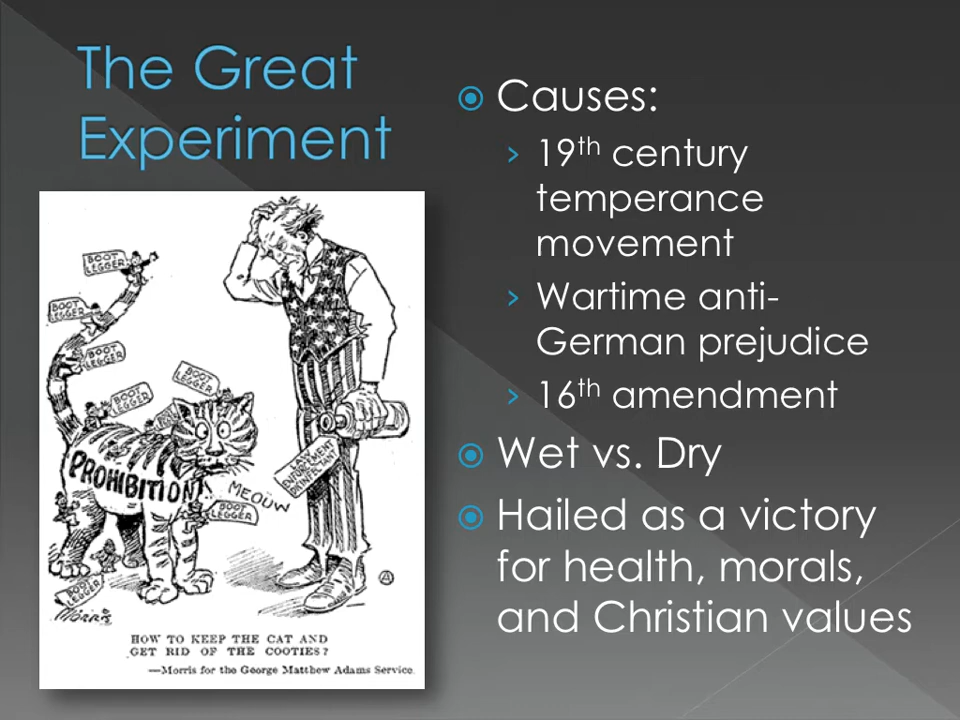 The Great
Experiment
Causes:
19th century
temperance
movement
Wartime anti-
German prejudice
16th amendment
Wet vs. Dry
Hailed as a victory
for health, morals,
and Christian values
BOOT
LEGGER
BOOT
LEGGER
BOOT
LEGGER
BOOT
LEGGER
BOOT
LEGGER
PROHIBITION
MEOUW
BOOT
LEGGER
BOOT
LEGGER
ENFORCEMENT
DISINFECTANT
MORRIS
HOW TO KEEP THE CAT AND
GET RID OF THE COOTIES?
—Morris for the George Matthew Adams Service.